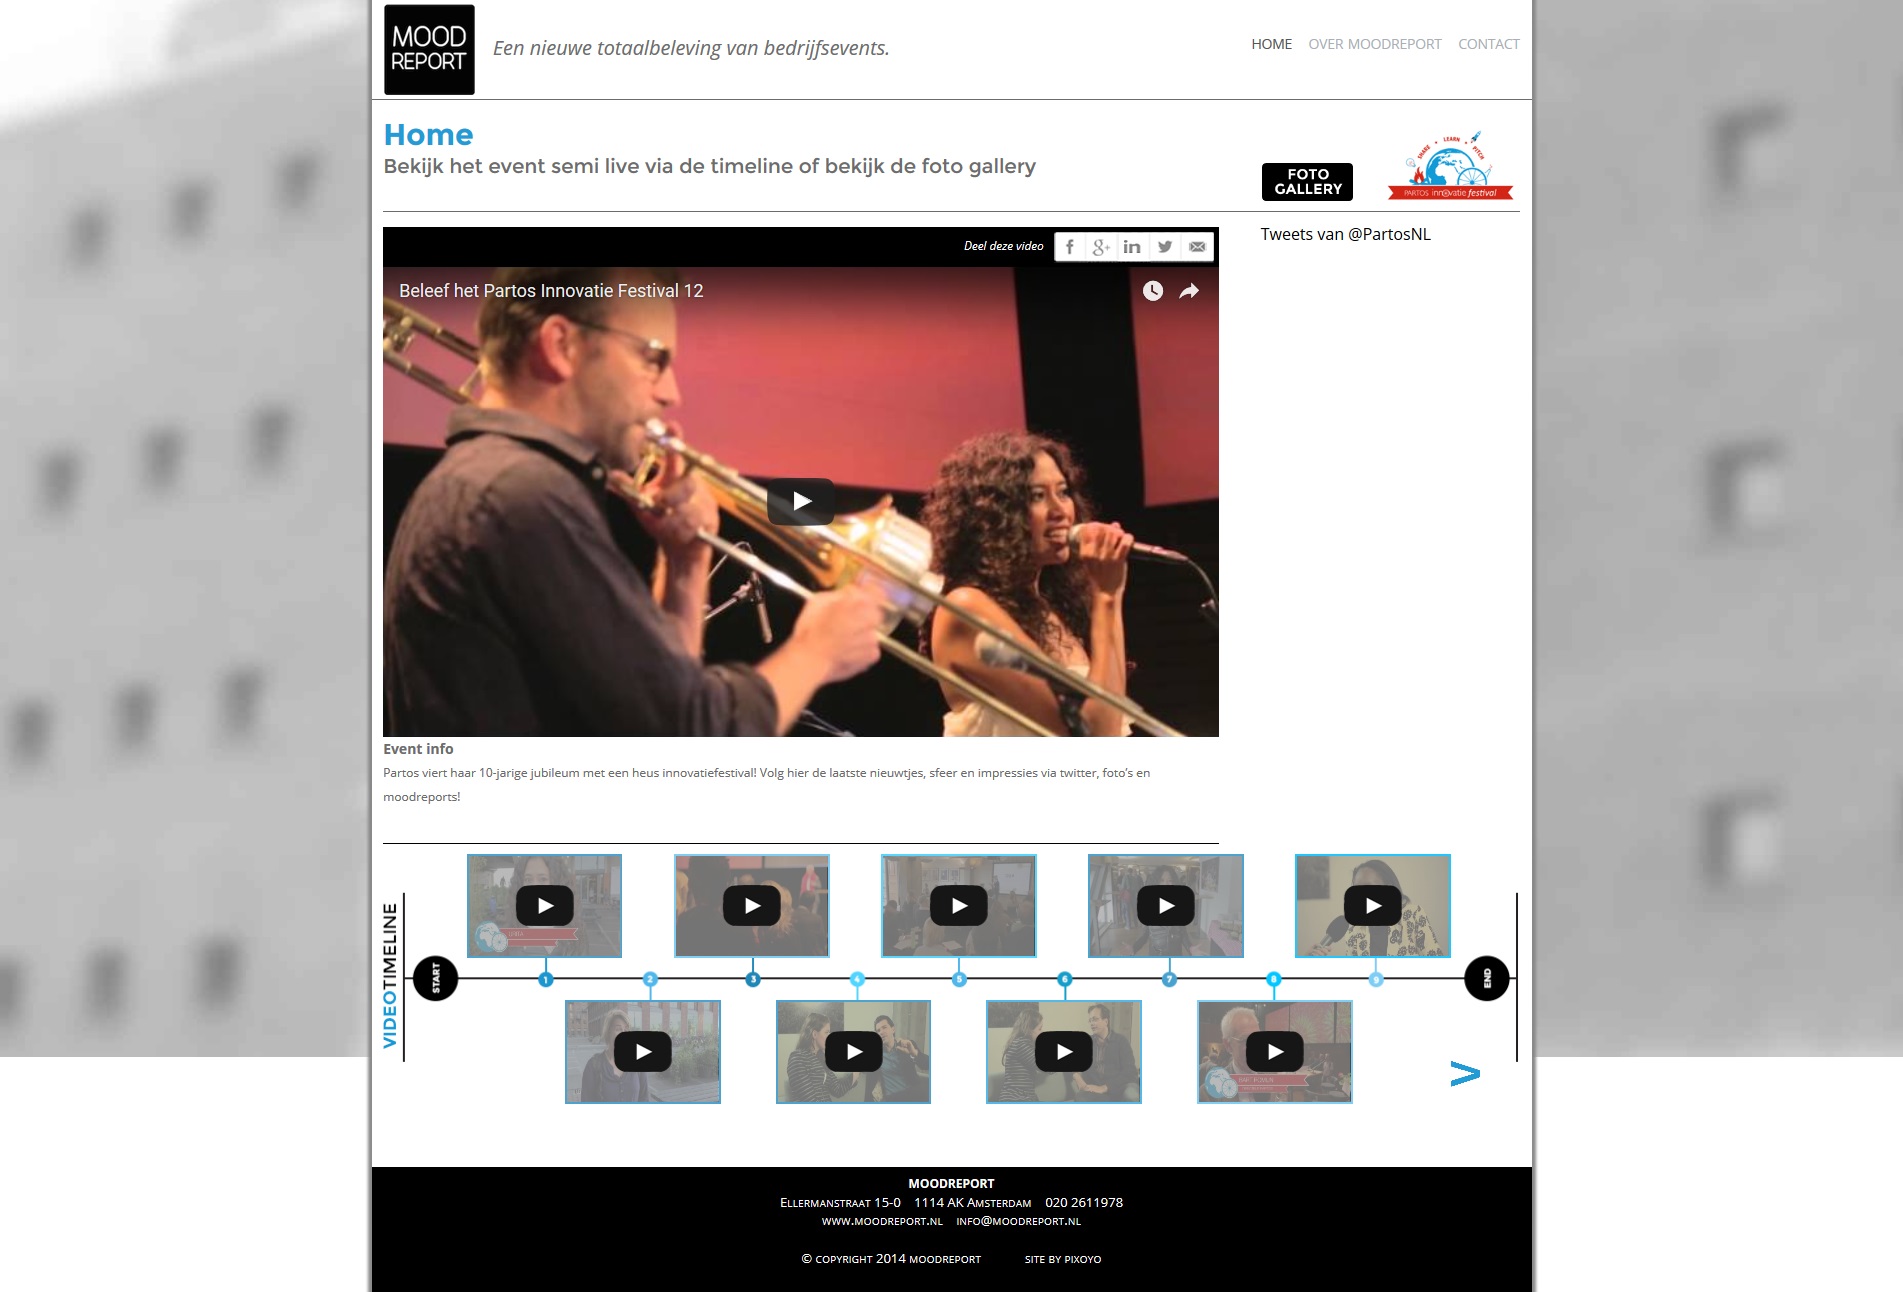 MOOD
REPORT
Een nieuwe totaalbeleving van bedrijfsevents.
HOME OVER MOODREPORT CONTACT
Home
Bekijk het event semi live via de timeline of bekijk de foto gallery
FOTO
GALLERY
SHARE • LEARN • PITCH
PARTOS innovatie festival
Deel deze video
Tweets van @PartosNL
Beleef het Partos Innovatie Festival 12
Event info
Partos viert haar 10-jarige jubileum met een heus innovatiefestival! Volg hier de laatste nieuwtjes, sfeer en impressies via twitter, foto's en
moodreports!
VIDEOTIMELINE
START
1 2 3 4 5 6 7 8 9
END
>
MOODREPORT
Ellermanstraat 15-0 1114 AK Amsterdam 020 2611978
www.moodreport.nl info@moodreport.nl
© copyright 2014 moodreport site by pixoyo